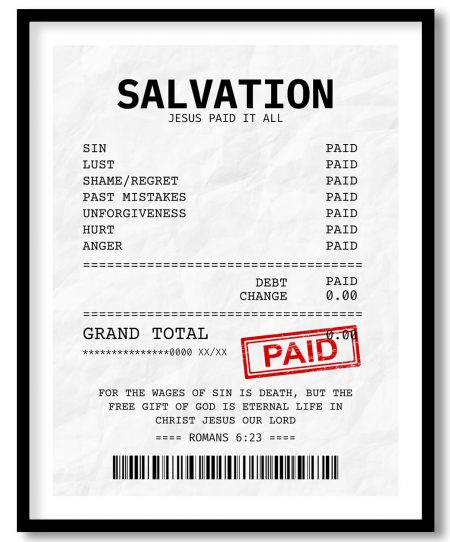 SALVATION
JESUS PAID IT ALL
SIN PAID
LUST PAID
SHAME/REGRET PAID
PAST MISTAKES PAID
UNFORGIVENESS PAID
HURT PAID
ANGER PAID
===================================
DEBT PAID
CHANGE 0.00
===================================
GRAND TOTAL 0.00
****************0000 XX/XX
PAID
FOR THE WAGES OF SIN IS DEATH, BUT THE
FREE GIFT OF GOD IS ETERNAL LIFE IN
CHRIST JESUS OUR LORD
==== ROMANS 6:23 ====